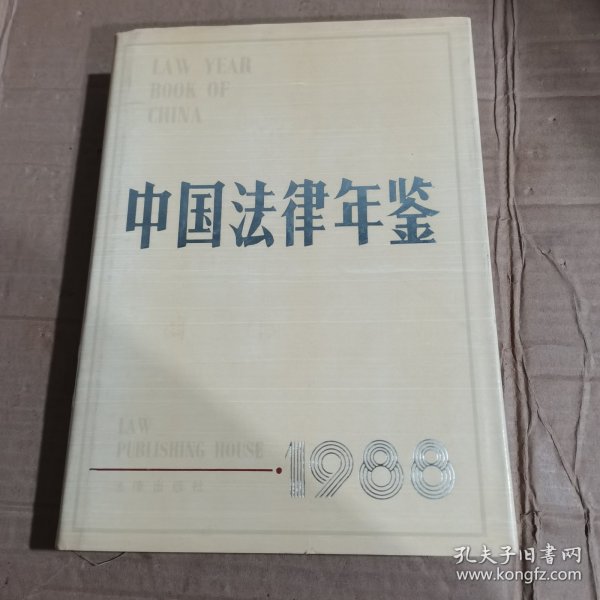 LAW YEAR
BOOK OF
CHINA
中国法律年鉴
LAW
PUBLISHING HOUSE
1988
法律出版社
孔夫子旧书网
www.kongfz.com